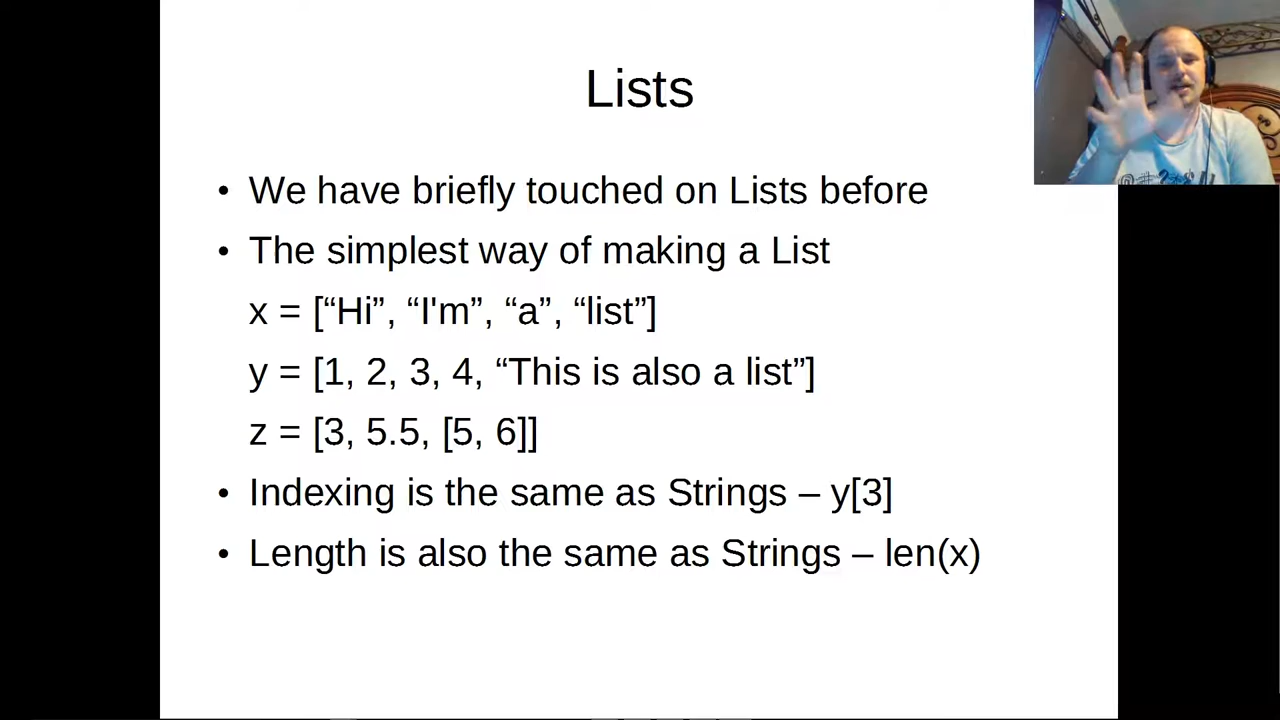 Lists
• We have briefly touched on Lists before
• The simplest way of making a List
x = [“Hi”, “I'm”, “a”, “list”]
y = [1, 2, 3, 4, “This is also a list”]
z = [3, 5.5, [5, 6]]
• Indexing is the same as Strings – y[3]
• Length is also the same as Strings – len(x)